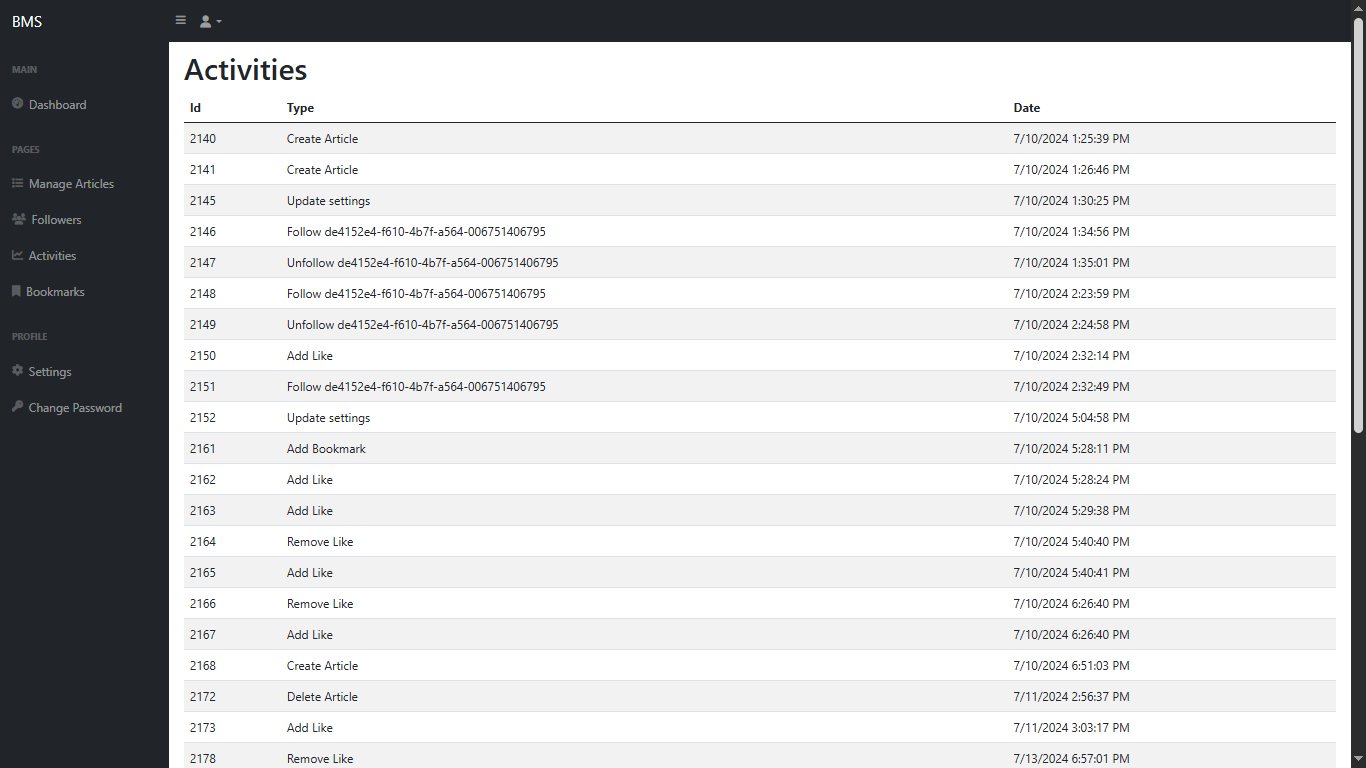 BMS
MAIN
Dashboard
PAGES
Manage Articles
Followers
Activities
Bookmarks
PROFILE
Settings
Change Password
Activities
Id Type Date
2140 Create Article 7/10/2024 1:25:39 PM
2141 Create Article 7/10/2024 1:26:46 PM
2145 Update settings 7/10/2024 1:30:25 PM
2146 Follow de4152e4-f610-4b7f-a564-006751406795 7/10/2024 1:34:56 PM
2147 Unfollow de4152e4-f610-4b7f-a564-006751406795 7/10/2024 1:35:01 PM
2148 Follow de4152e4-f610-4b7f-a564-006751406795 7/10/2024 2:23:59 PM
2149 Unfollow de4152e4-f610-4b7f-a564-006751406795 7/10/2024 2:24:58 PM
2150 Add Like 7/10/2024 2:32:14 PM
2151 Follow de4152e4-f610-4b7f-a564-006751406795 7/10/2024 2:32:49 PM
2152 Update settings 7/10/2024 5:04:58 PM
2161 Add Bookmark 7/10/2024 5:28:11 PM
2162 Add Like 7/10/2024 5:28:24 PM
2163 Add Like 7/10/2024 5:29:38 PM
2164 Remove Like 7/10/2024 5:40:40 PM
2165 Add Like 7/10/2024 5:40:41 PM
2166 Remove Like 7/10/2024 6:26:40 PM
2167 Add Like 7/10/2024 6:26:40 PM
2168 Create Article 7/10/2024 6:51:03 PM
2172 Delete Article 7/11/2024 2:56:37 PM
2173 Add Like 7/11/2024 3:03:17 PM
2178 Remove Like 7/13/2024 6:57:01 PM